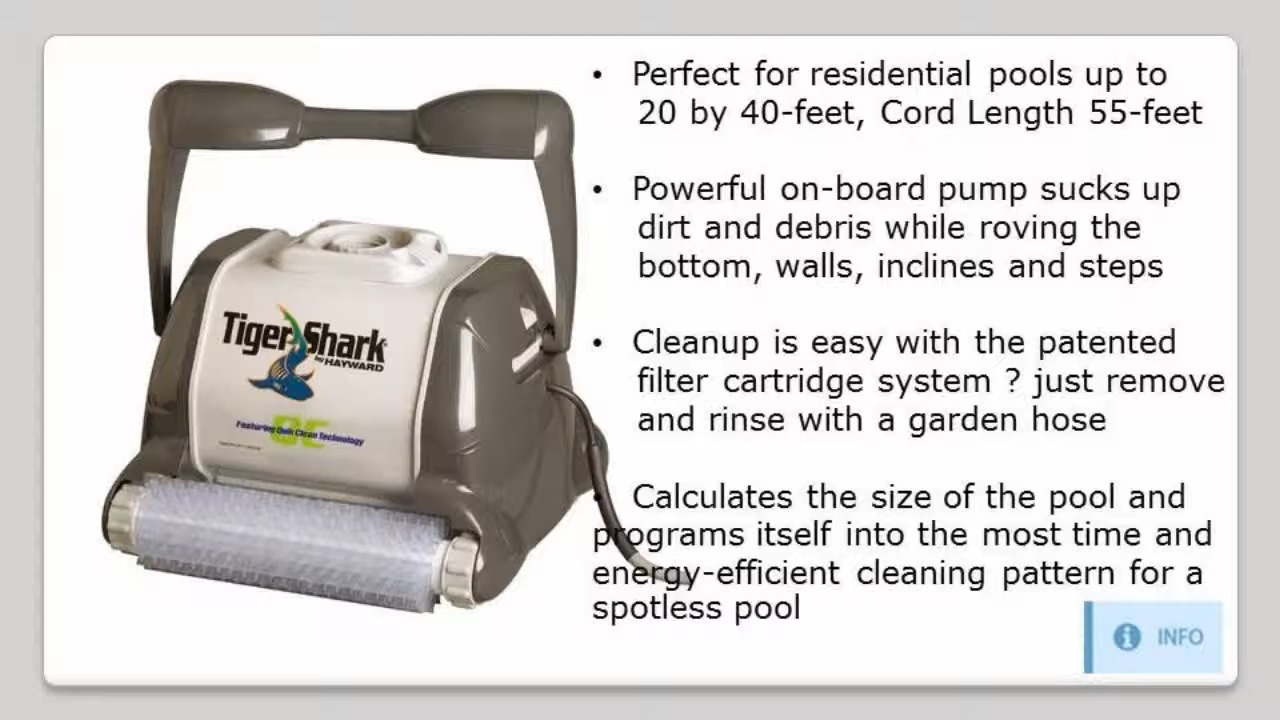 • Perfect for residential pools up to
20 by 40-feet, Cord Length 55-feet
• Powerful on-board pump sucks up
dirt and debris while roving the
bottom, walls, inclines and steps
• Cleanup is easy with the patented
filter cartridge system ? just remove
and rinse with a garden hose
• Calculates the size of the pool and
programs itself into the most time and
energy-efficient cleaning pattern for a
spotless pool
TigerShark
BY HAYWARD
QC
Featuring Quik Clean Technology
INFO